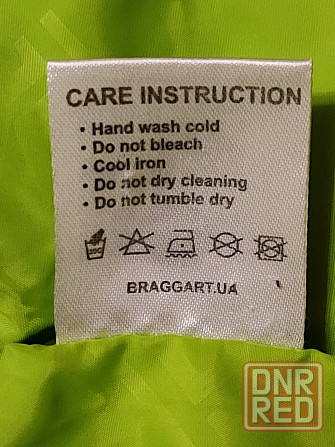 CARE INSTRUCTION
• Hand wash cold
• Do not bleach
• Cool iron
• Do not dry cleaning
• Do not tumble dry
BRAGGART.UA
DNR
RED